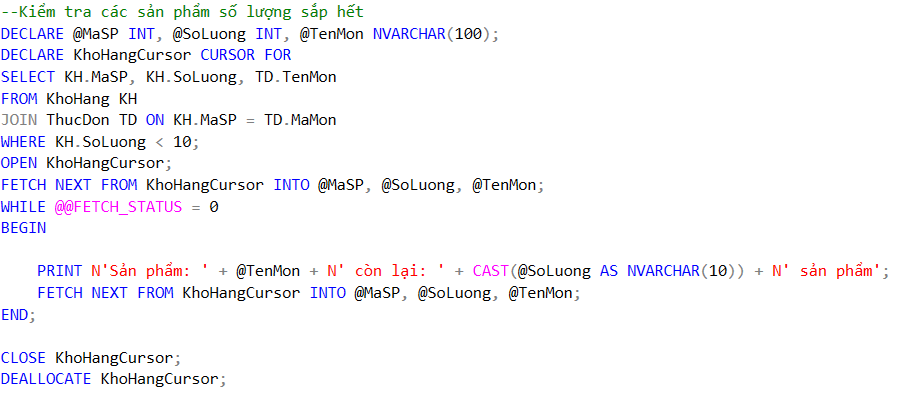 --Kiểm tra các sản phẩm số lượng sắp hết
DECLARE @MaSP INT, @SoLuong INT, @TenMon NVARCHAR(100);
DECLARE KhoHangCursor CURSOR FOR
SELECT KH.MaSP, KH.SoLuong, TD.TenMon
FROM KhoHang KH
JOIN ThucDon TD ON KH.MaSP = TD.MaMon
WHERE KH.SoLuong < 10;
OPEN KhoHangCursor;
FETCH NEXT FROM KhoHangCursor INTO @MaSP, @SoLuong, @TenMon;
WHILE @@FETCH_STATUS = 0
BEGIN
PRINT N'Sản phẩm: ' + @TenMon + N' còn lại: ' + CAST(@SoLuong AS NVARCHAR(10)) + N' sản phẩm';
FETCH NEXT FROM KhoHangCursor INTO @MaSP, @SoLuong, @TenMon;
END;
CLOSE KhoHangCursor;
DEALLOCATE KhoHangCursor;